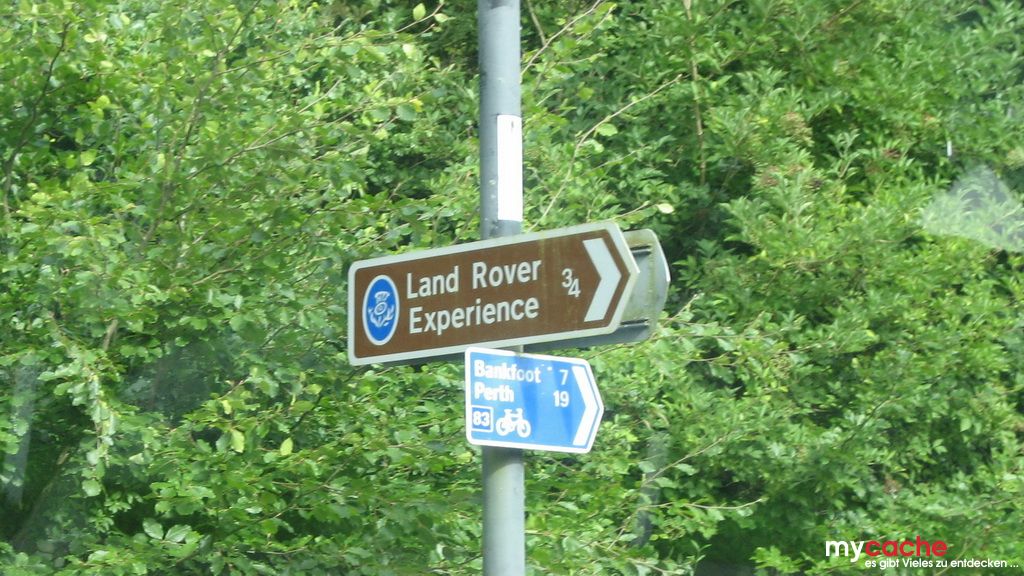 Land Rover
Experience
3/4
Bankfoot 7
Perth 19
83
mycache
es gibt Vieles zu entdecken ...